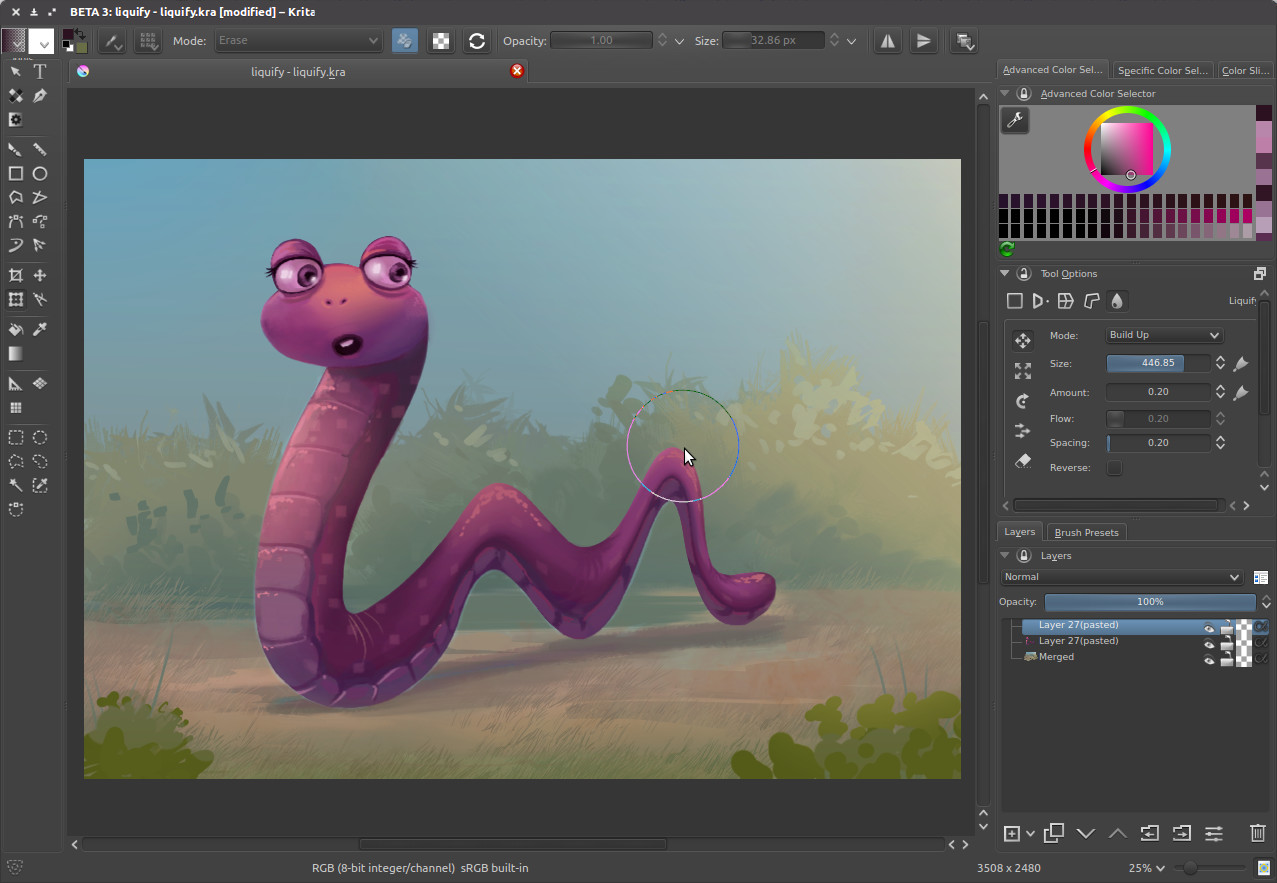 BETA 3: liquify - liquify.kra [modified] – Krita
Mode: Erase Opacity: 1.00 Size: 32.86 px
T
liquify - liquify.kra
Advanced Color Sel... Specific Color Sel... Color Sli...
Advanced Color Selector
Tool Options
Liquify
Mode: Build Up
Size: 446.85
Amount: 0.20
Flow: 0.20
Spacing: 0.20
Reverse:
Layers Brush Presets
Layers
Normal
Opacity: 100%
Layer 27(pasted)
Layer 27(pasted)
Merged
RGB (8-bit integer/channel) sRGB built-in 3508 x 2480 25%